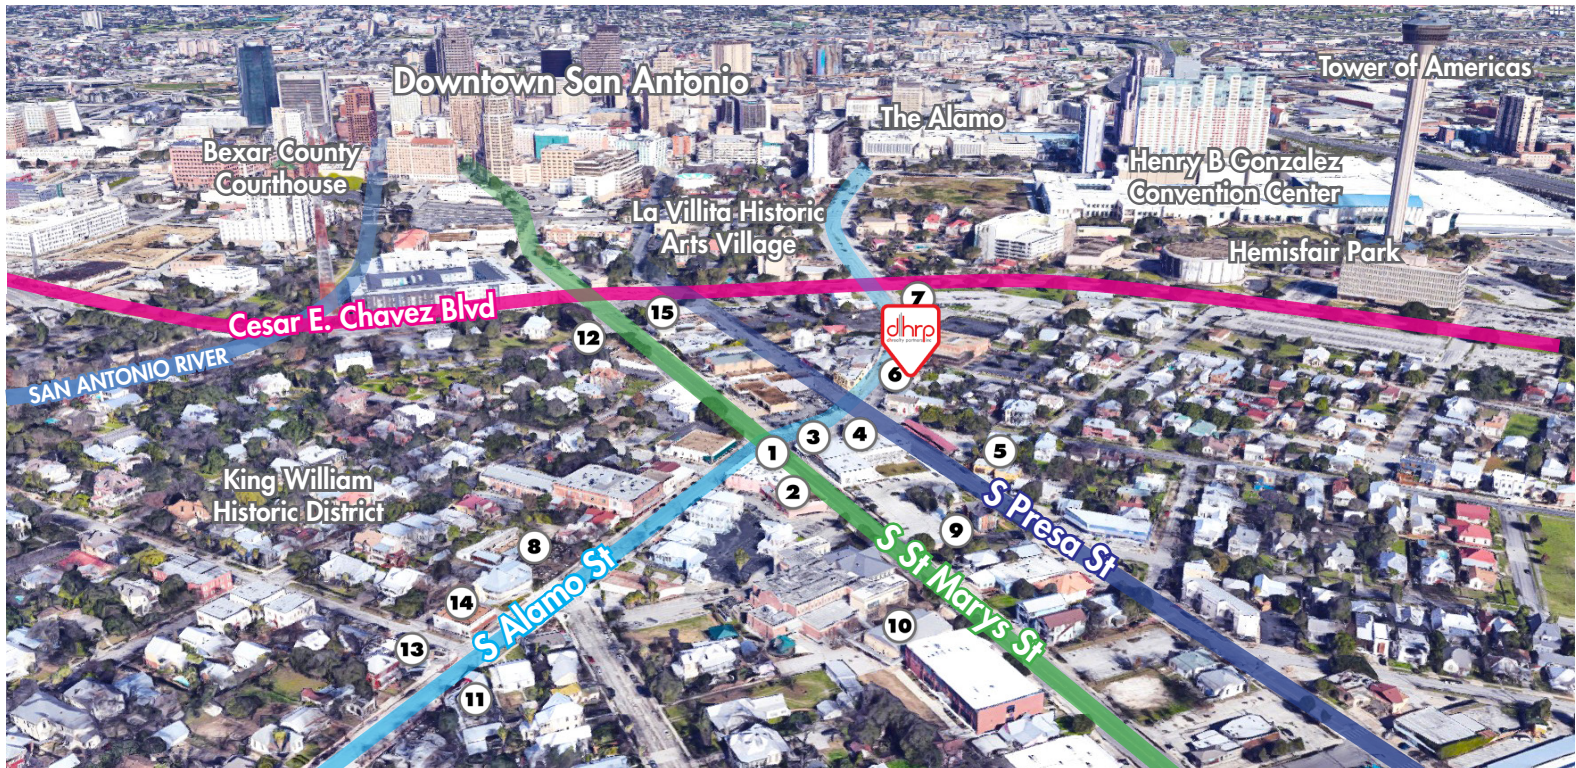 Tower of Americas
Downtown San Antonio
The Alamo
Bexar County
Courthouse
Henry B Gonzalez
Convention Center
La Villita Historic
Arts Village
Hemisfair Park
7
Cesar E. Chavez Blvd
15
12
dhrp
SAN ANTONIO RIVER
6
3
4
1
5
King William
Historic District
2
S Presa St
9
8
S St Marys St
14
S Alamo St
10
13
11